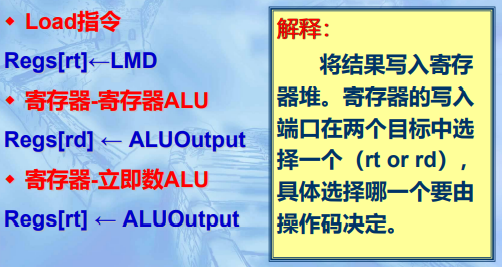 ◆ Load指令
Regs[rt]←LMD
◆ 寄存器-寄存器ALU
Regs[rd] ← ALUOutput
◆ 寄存器-立即数ALU
Regs[rt] ← ALUOutput
解释：
将结果写入寄存
器堆。寄存器的写入
端口在两个目标中选
择一个（rt or rd），
具体选择哪一个要由
操作码决定。